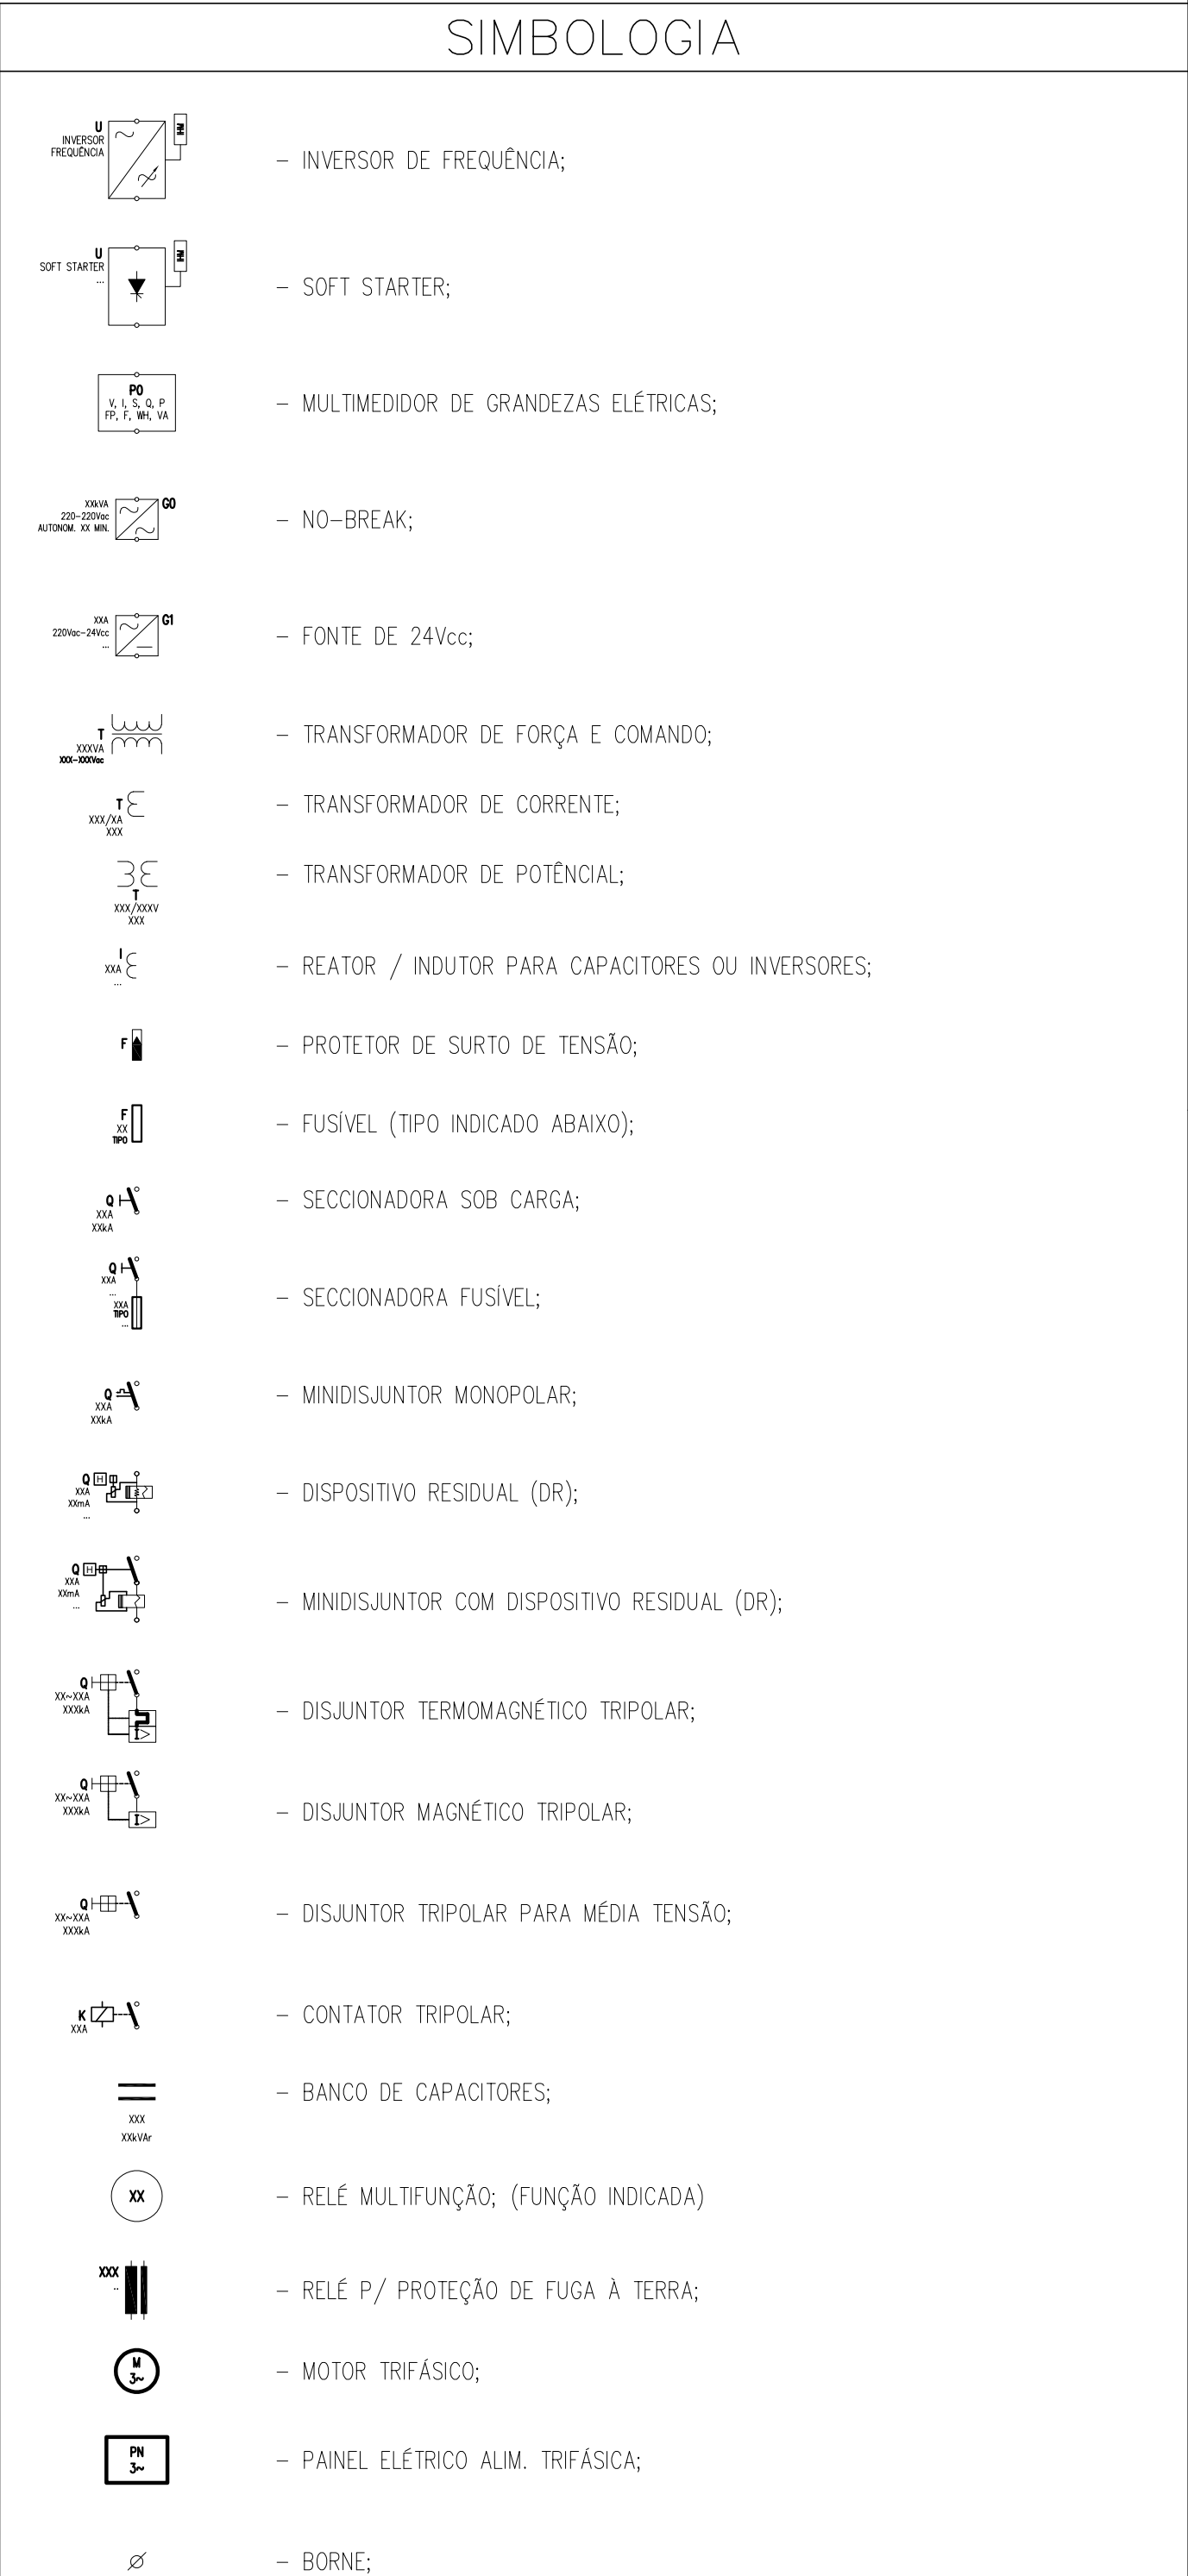 SIMBOLOGIA
U
INVERSOR
FREQUÊNCIA
IHM
- INVERSOR DE FREQUÊNCIA;
U
SOFT STARTER
...
IHM
- SOFT STARTER;
P0
V, I, S, Q, P
FP, F, WH, VA
- MULTIMEDIDOR DE GRANDEZAS ELÉTRICAS;
XXkVA
220-220Vac
AUTONOM. XX MIN.
G0
- NO-BREAK;
XXA
220Vac-24Vcc
...
G1
- FONTE DE 24Vcc;
T
XXXVA
XXX-XXXVac
- TRANSFORMADOR DE FORÇA E COMANDO;
T
XXX/XA
XXX
- TRANSFORMADOR DE CORRENTE;
T
XXX/XXXV
XXX
- TRANSFORMADOR DE POTÊNCIAL;
I
XXA
...
- REATOR / INDUTOR PARA CAPACITORES OU INVERSORES;
F
- PROTETOR DE SURTO DE TENSÃO;
F
XX
TIPO
- FUSÍVEL (TIPO INDICADO ABAIXO);
Q
XXA
XXkA
- SECCIONADORA SOB CARGA;
Q
XXA
...
XXA
TIPO
...
- SECCIONADORA FUSÍVEL;
Q
XXA
XXkA
- MINIDISJUNTOR MONOPOLAR;
Q H
XXA
XXmA
...
- DISPOSITIVO RESIDUAL (DR);
Q H
XXA
XXmA
...
- MINIDISJUNTOR COM DISPOSITIVO RESIDUAL (DR);
Q
XX~XXA
XXXkA
I>
- DISJUNTOR TERMOMAGNÉTICO TRIPOLAR;
Q
XX~XXA
XXXkA
I>
- DISJUNTOR MAGNÉTICO TRIPOLAR;
Q
XX~XXA
XXXkA
- DISJUNTOR TRIPOLAR PARA MÉDIA TENSÃO;
K
XXA
- CONTATOR TRIPOLAR;
XXX
XXkVAr
- BANCO DE CAPACITORES;
XX
- RELÉ MULTIFUNÇÃO; (FUNÇÃO INDICADA)
XXX
..
- RELÉ P/ PROTEÇÃO DE FUGA À TERRA;
M
3~
- MOTOR TRIFÁSICO;
PN
3~
- PAINEL ELÉTRICO ALIM. TRIFÁSICA;
- BORNE;